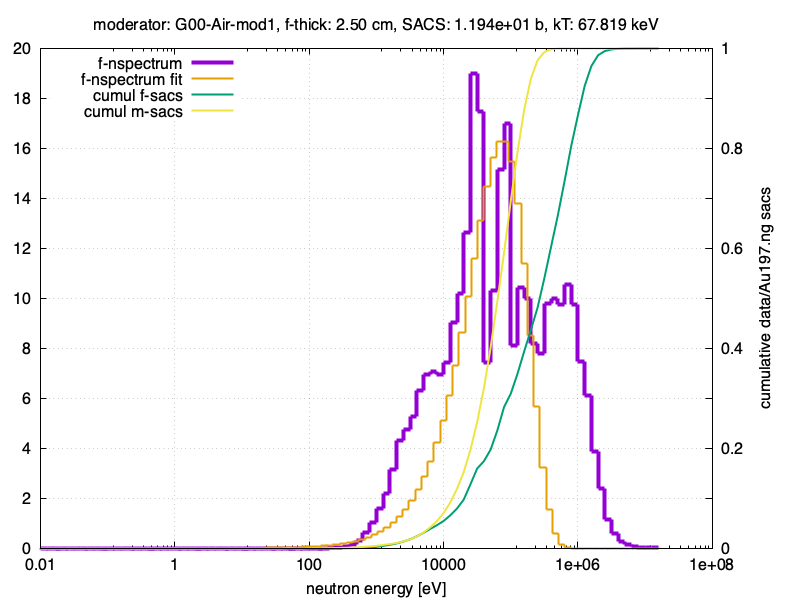 moderator: G00-Air-mod1, f-thick: 2.50 cm, SACS: 1.194e+01 b, kT: 67.819 keV
f-nspectrum
f-nspectrum fit
cumul f-sacs
cumul m-sacs
20
18
16
14
12
10
8
6
4
2
0
1
0.8
0.6
0.4
0.2
0
cumulative data/Au197.ng sacs
0.01
1
100
10000
1e+06
1e+08
neutron energy [eV]